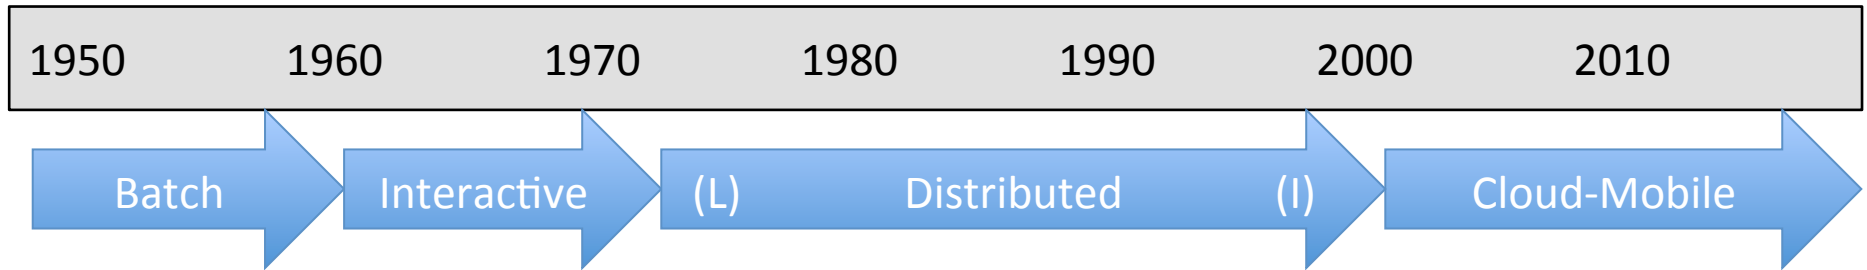 1950 1960 1970 1980 1990 2000 2010
Batch Interactive (L) Distributed (I) Cloud-Mobile